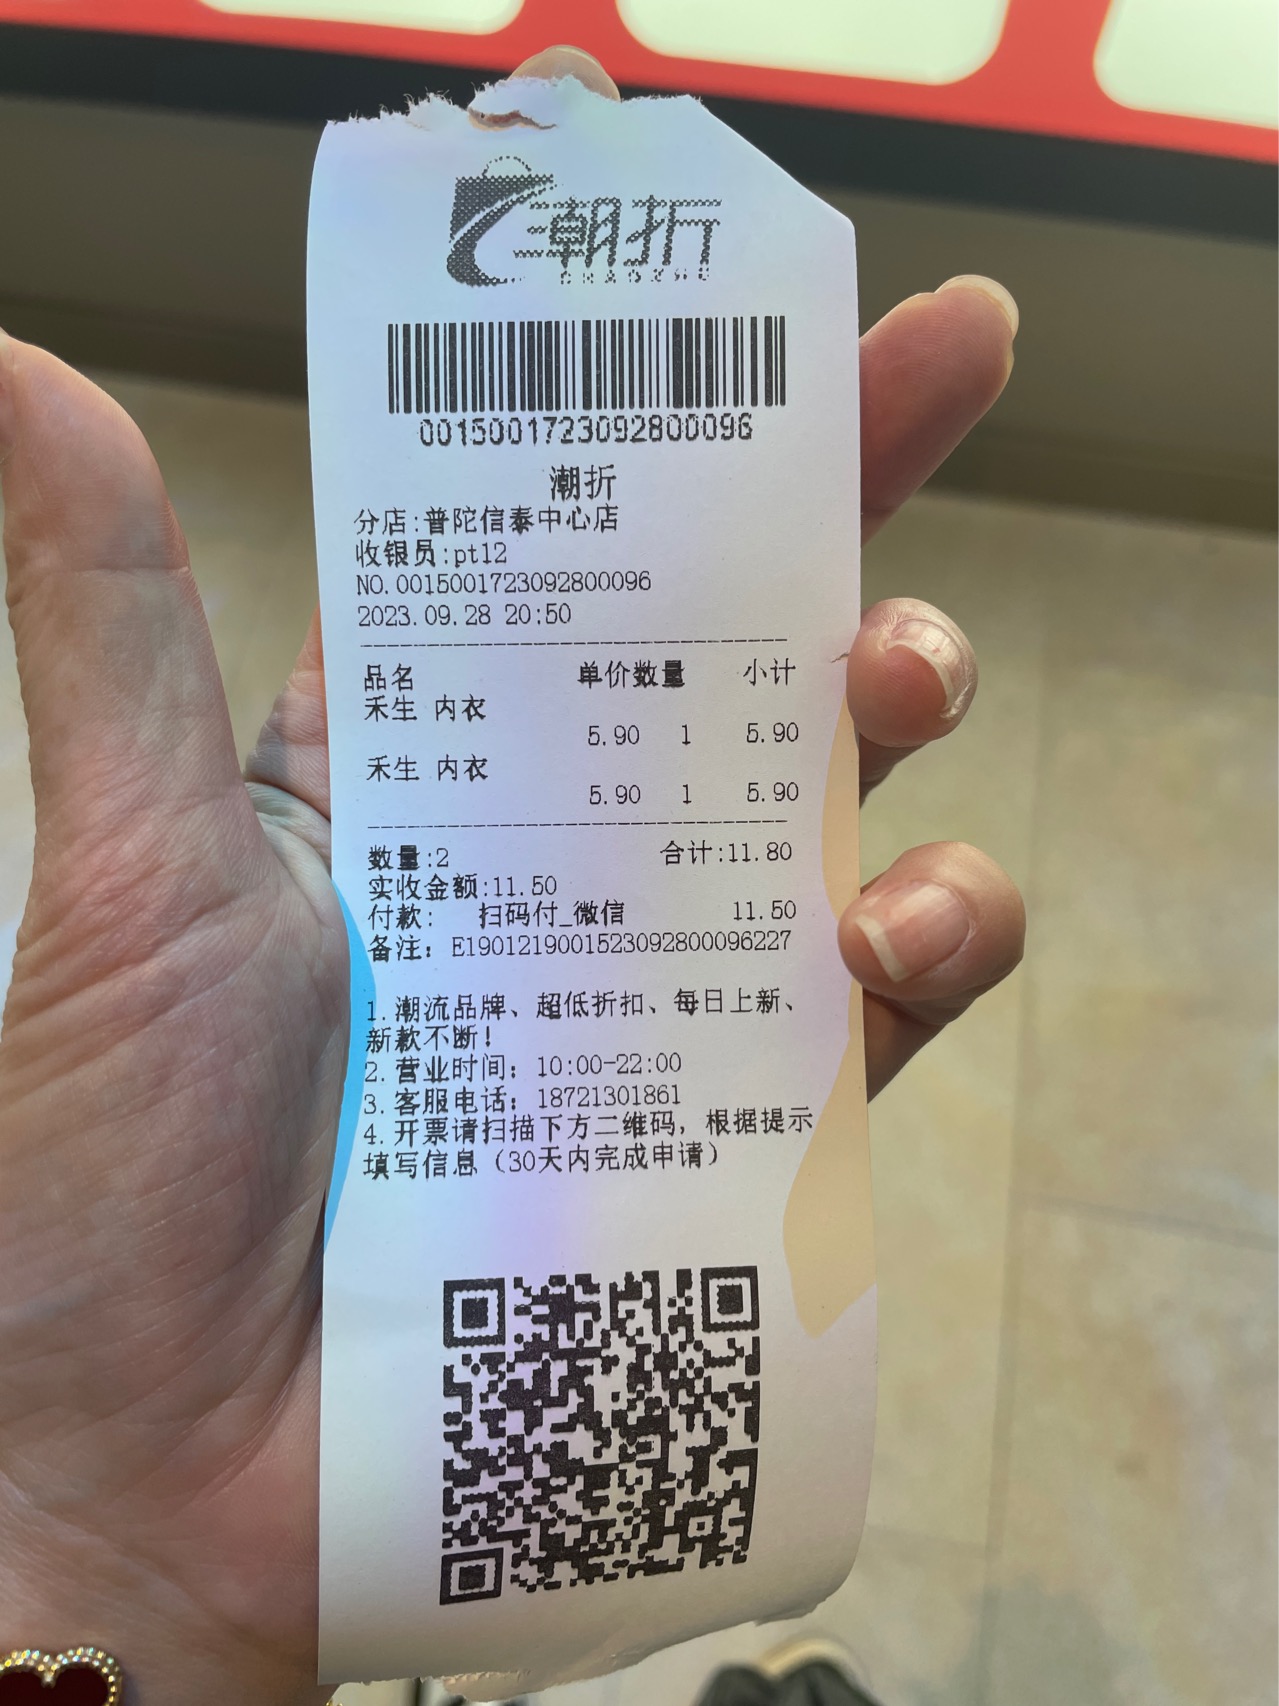 潮折
CHAOZHE
0015001723092800096
潮折
分店:普陀信泰中心店
收银员:pt12
NO.0015001723092800096
2023.09.28 20:50
品名 单价数量 小计
禾生 内衣
5.90 1 5.90
禾生 内衣
5.90 1 5.90
数量:2 合计:11.80
实收金额:11.50
付款: 扫码付_微信 11.50
备注: E1901219001523092800096227
1.潮流品牌、超低折扣、每日上新、
新款不断!
2.营业时间: 10:00-22:00
3.客服电话: 18721301861
4.开票请扫描下方二维码, 根据提示
填写信息 (30天内完成申请)